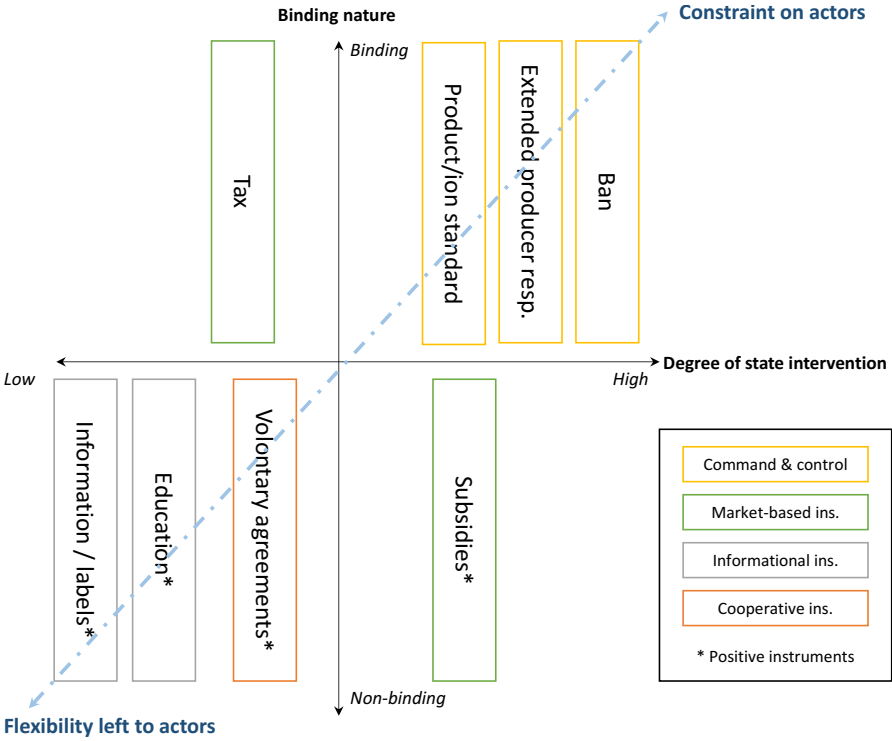 Binding nature
Constraint on actors
Binding
Tax
Product/ion standard
Extended producer resp.
Ban
Low
High
Degree of state intervention
Information / labels*
Education*
Volontary agreements*
Subsidies*
Command & control
Market-based ins.
Informational ins.
Cooperative ins.
* Positive instruments
Non-binding
Flexibility left to actors